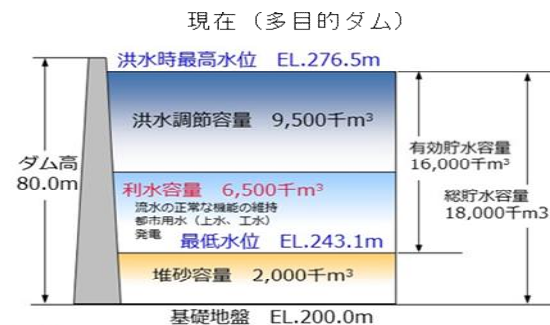 現在（多目的ダム）
洪水時最高水位　EL.276.5m
洪水調節容量　9,500千m³
有効貯水容量
16,000千m³
ダム高
80.0m
利水容量　6,500千m³
流水の正常な機能の維持
都市用水（上水、工水）
発電
総貯水容量
18,000千m3
最低水位　EL.243.1m
堆砂容量　2,000千m³
基礎地盤　EL.200.0m